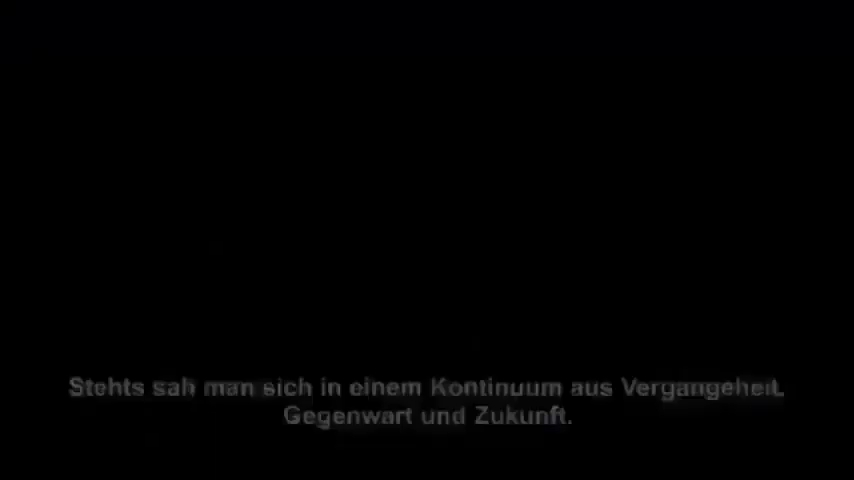 Stehts sah man sich in einem Kontinuum aus Vergangeheit,
Gegenwart und Zukunft.